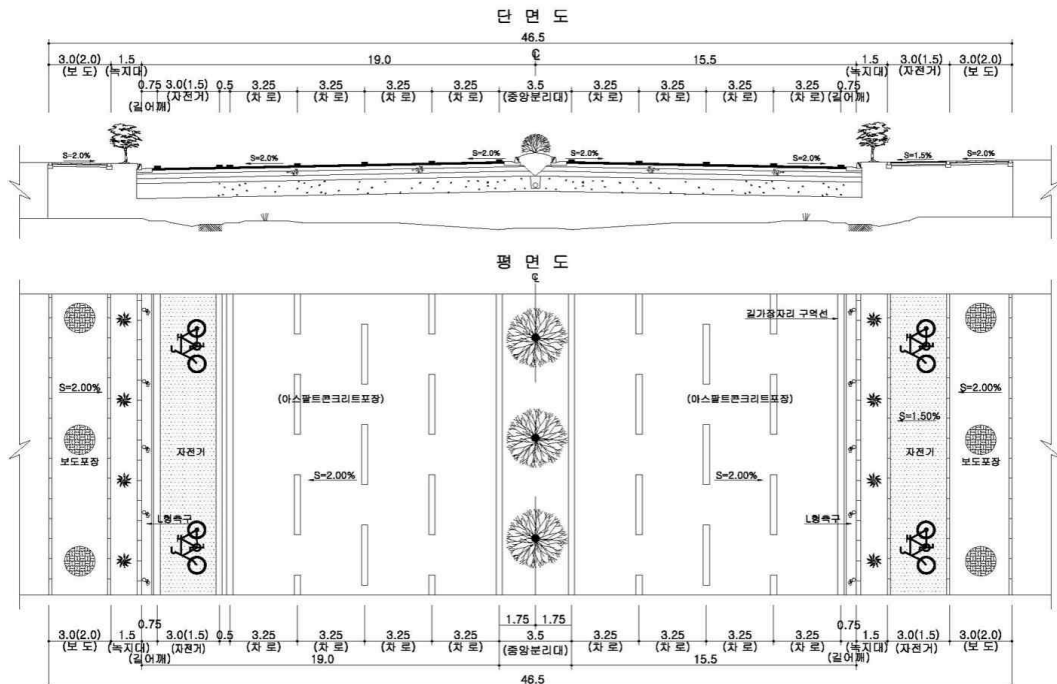 단 면 도
46.5
3.0(2.0) 1.5 19.0 ℄ 15.5 1.5 3.0(1.5) 3.0(2.0)
(보 도) (녹지대) (녹지대) (자전거) (보 도)
0.75 3.0(1.5) 0.5 3.25 3.25 3.25 3.25 3.5 3.25 3.25 3.25 3.25 0.75
(길어깨) (자전거) (차 로) (차 로) (차 로) (차 로) (중앙분리대) (차 로) (차 로) (차 로) (차 로) (길어깨)
S=2.0% S=2.0% S=2.0% S=2.0% S=2.0% S=1.5% S=2.0%
평 면 도
℄
길가장자리 구역선
S=2.00% (아스팔트콘크리트포장) (아스팔트콘크리트포장) S=2.00%
S=1.50%
보도포장 자전거 자전거 보도포장
S=2.00% S=2.00%
L형측구 L형측구
1.75 1.75
0.75 0.75
3.0(2.0) 1.5 3.0(1.5) 0.5 3.25 3.25 3.25 3.25 3.5 3.25 3.25 3.25 3.25 1.5 3.0(1.5) 3.0(2.0)
(보 도) (녹지대) (자전거) (차 로) (차 로) (차 로) (차 로) (중앙분리대) (차 로) (차 로) (차 로) (차 로) (녹지대) (자전거) (보 도)
(길어깨) 19.0 15.5 (길어깨)
46.5